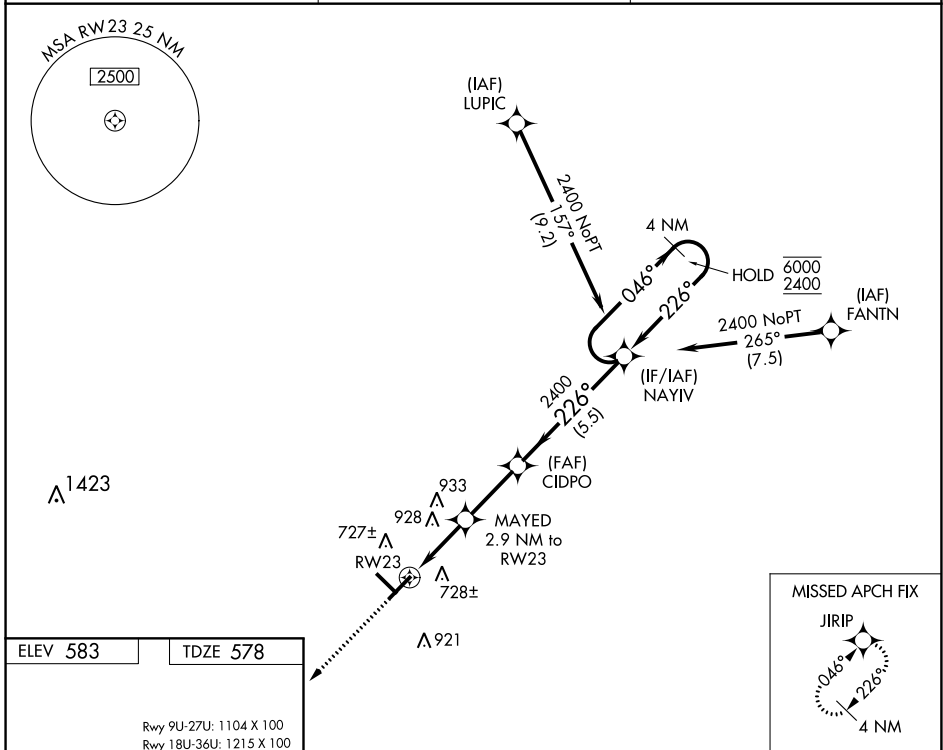 MSA RW23 25 NM
2500
(IAF)
LUPIC
2400 NoPT
157°
(9.2)
4 NM
046°
226°
HOLD
6000
2400
(IAF)
FANTN
2400 NoPT
265°
(7.5)
(IF/IAF)
NAYIV
2400
226°
(5.5)
(FAF)
CIDPO
1423
933
928
MAYED
2.9 NM to
RW23
727±
RW23
728±
921
MISSED APCH FIX
JIRIP
046°
226°
4 NM
ELEV 583
TDZE 578
Rwy 9U-27U: 1104 X 100
Rwy 18U-36U: 1215 X 100